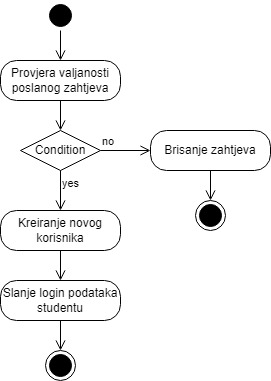 Provjera valjanosti
poslanog zahtjeva
Condition
no
Brisanje zahtjeva
yes
Kreiranje novog
korisnika
Slanje login podataka
studentu